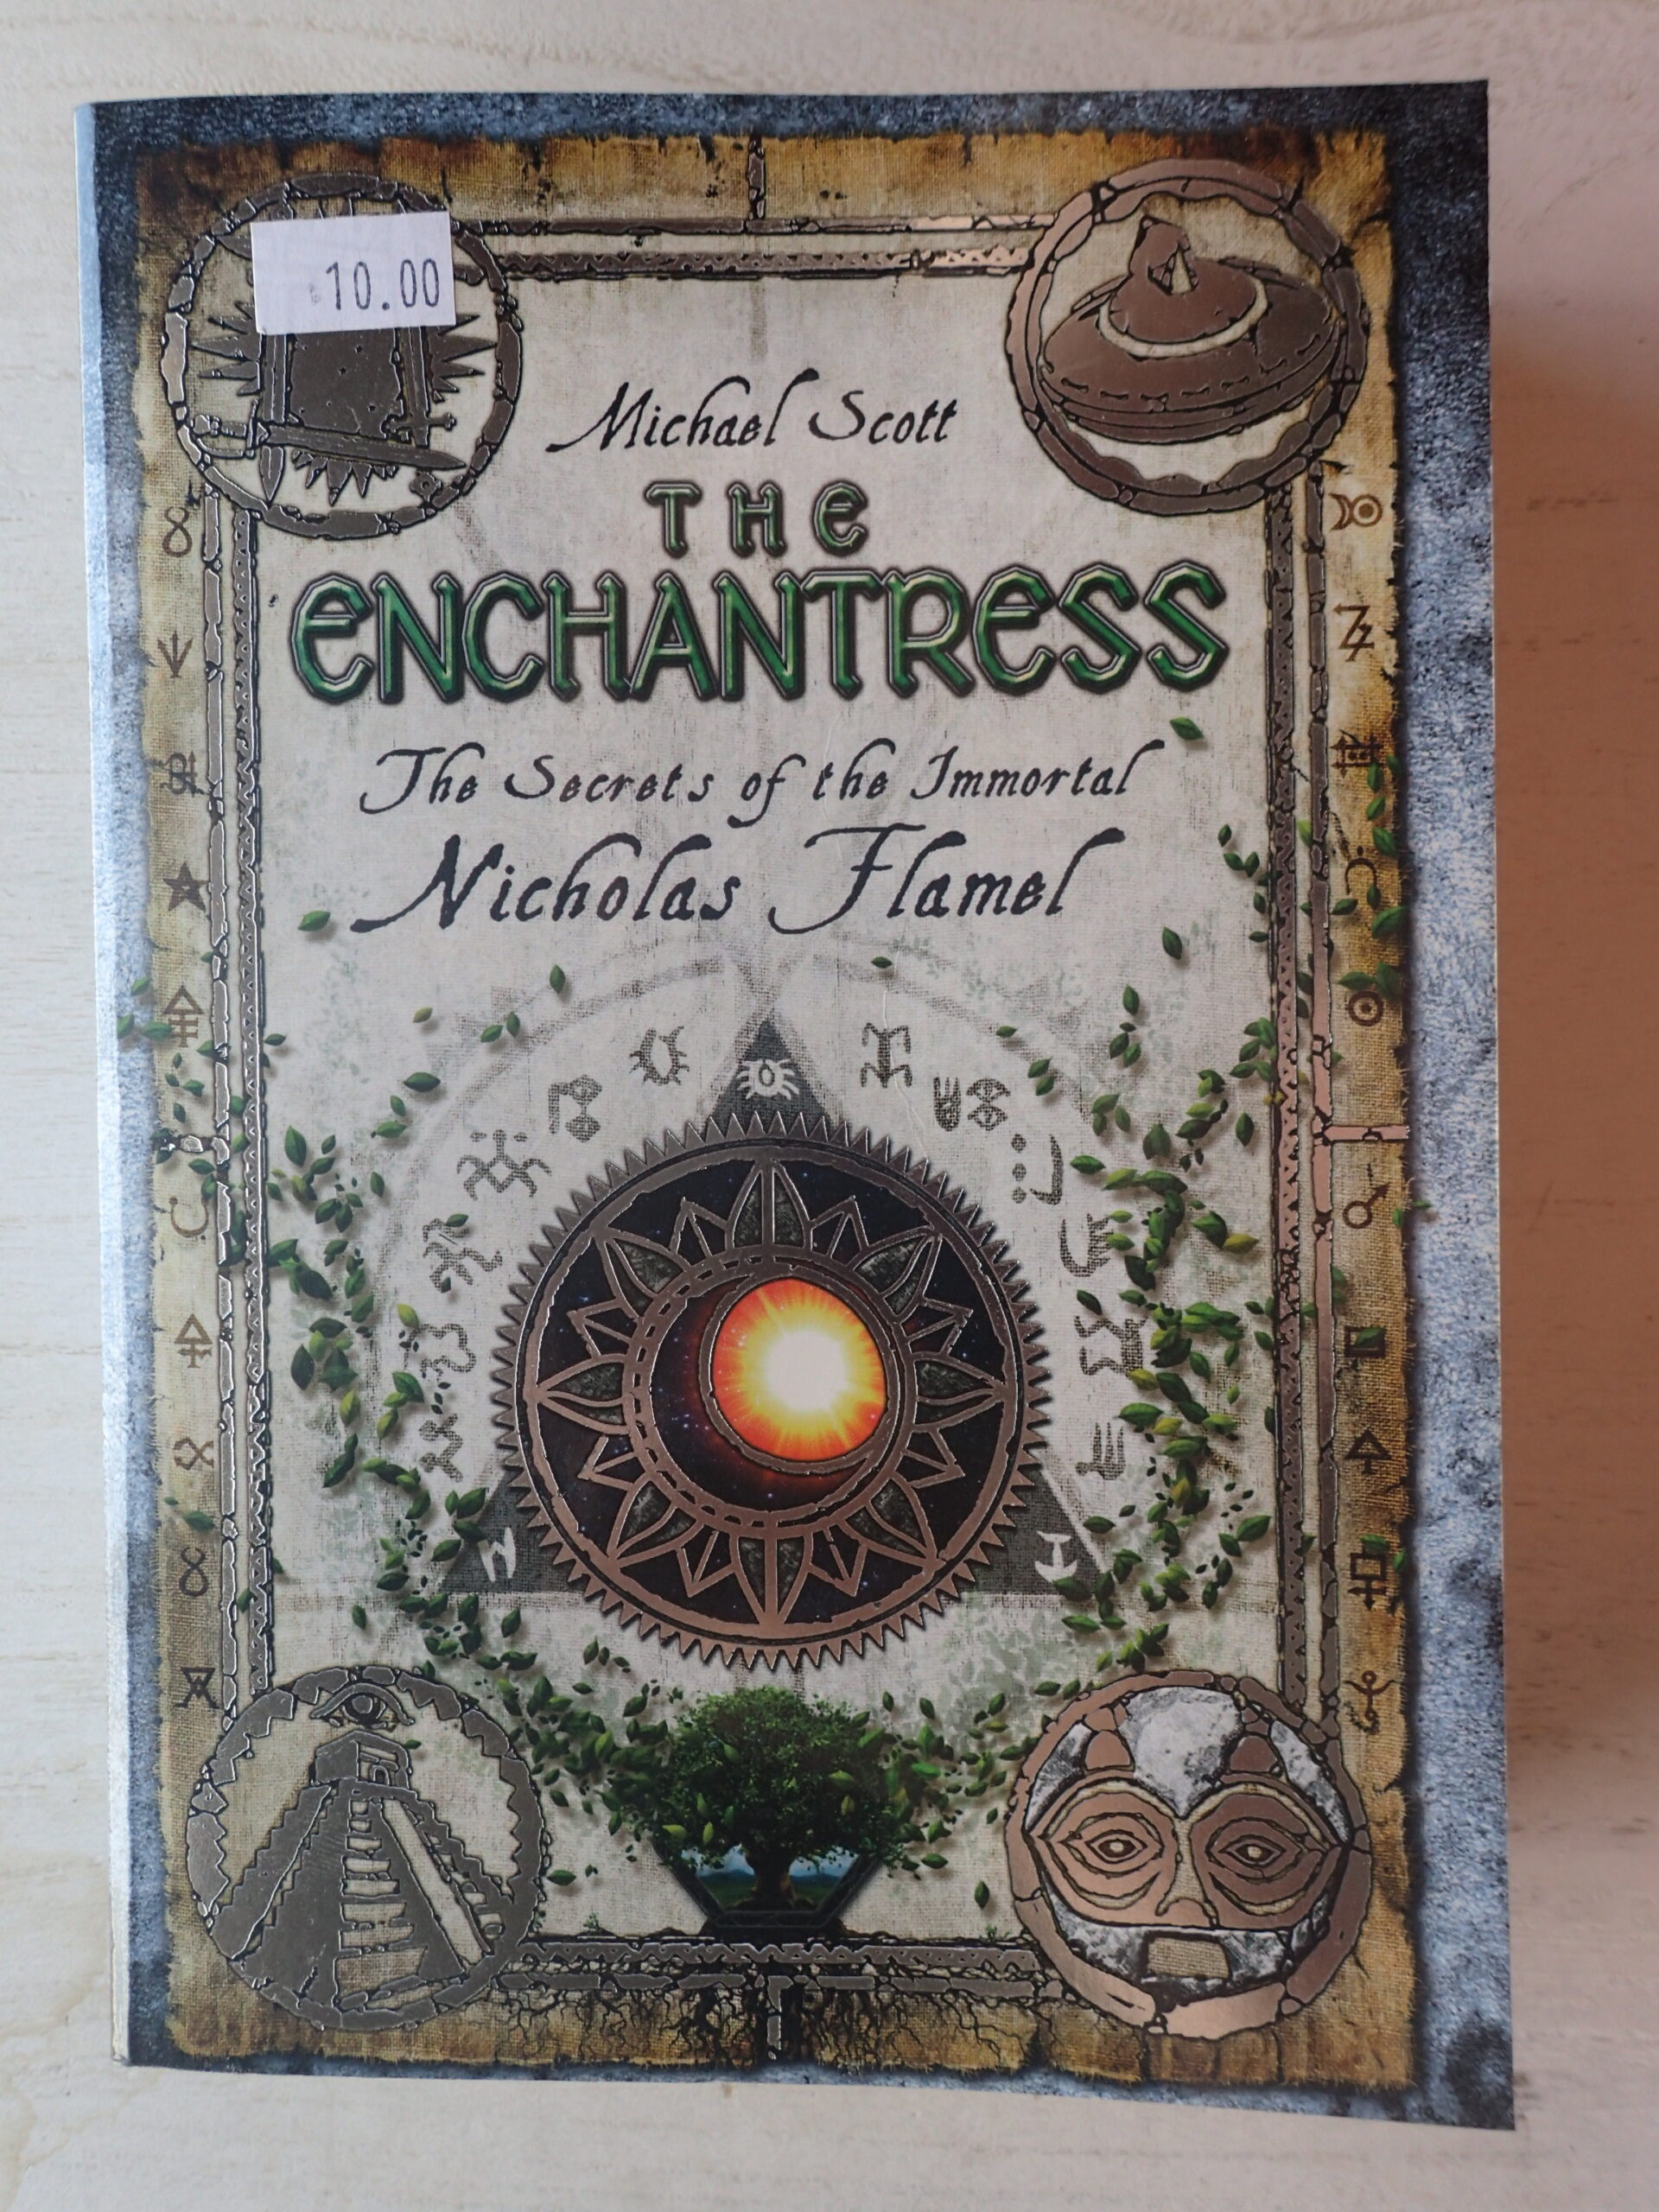 10.00
Michael Scott
THE
ENCHANTRESS
The Secrets of the Immortal
Nicholas Flamel